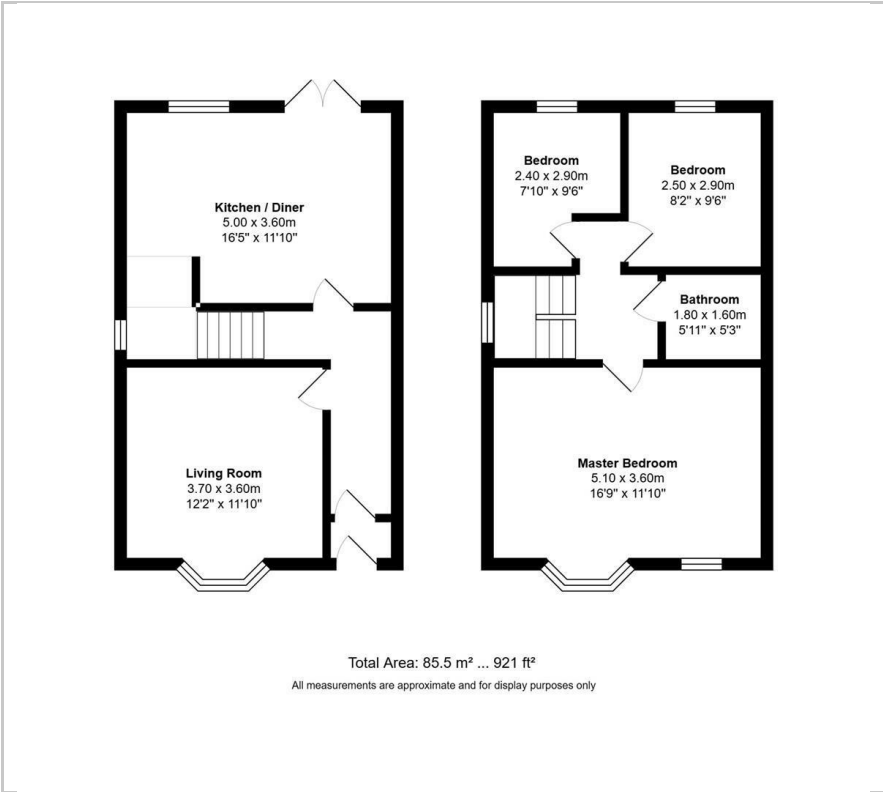 Kitchen / Diner
5.00 x 3.60m
16'5" x 11'10"
Living Room
3.70 x 3.60m
12'2" x 11'10"
Bedroom
2.40 x 2.90m
7'10" x 9'6"
Bedroom
2.50 x 2.90m
8'2" x 9'6"
Bathroom
1.80 x 1.60m
5'11" x 5'3"
Master Bedroom
5.10 x 3.60m
16'9" x 11'10"
Total Area: 85.5 m² ... 921 ft²
All measurements are approximate and for display purposes only